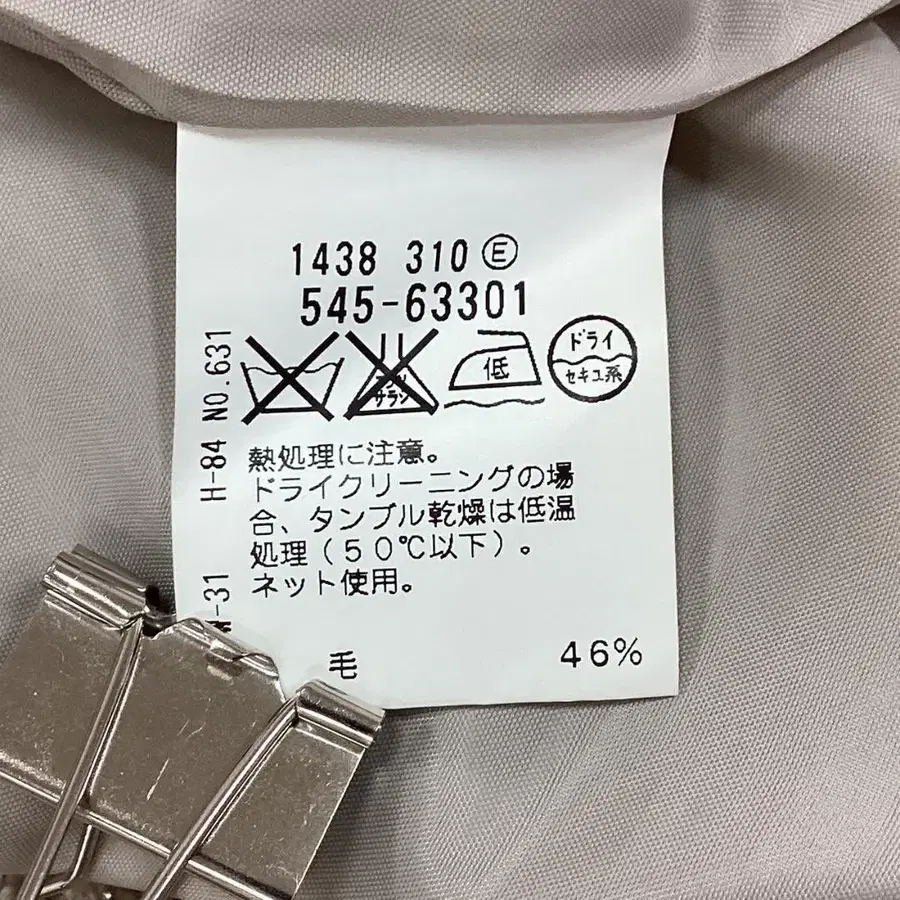 1438 310 Ⓔ
545-63301
サラシ
低
ドライ
セキユ系
熱処理に注意。
ドライクリーニングの場
合、タンブル乾燥は低温
処理(50℃以下)。
ネット使用。
毛 46%
H-84 NO.631
-31